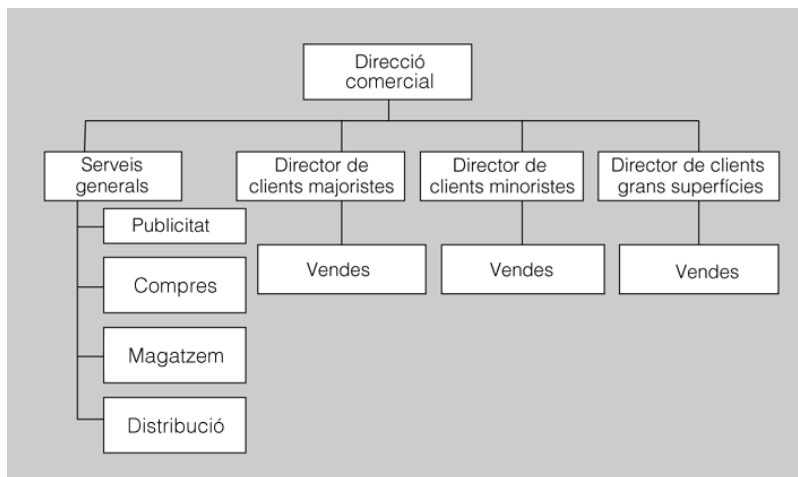 Direcció
comercial
Serveis
generals
Director de
clients majoristes
Director de
clients minoristes
Director de clients
grans superfícies
Publicitat
Vendes
Vendes
Vendes
Compres
Magatzem
Distribució